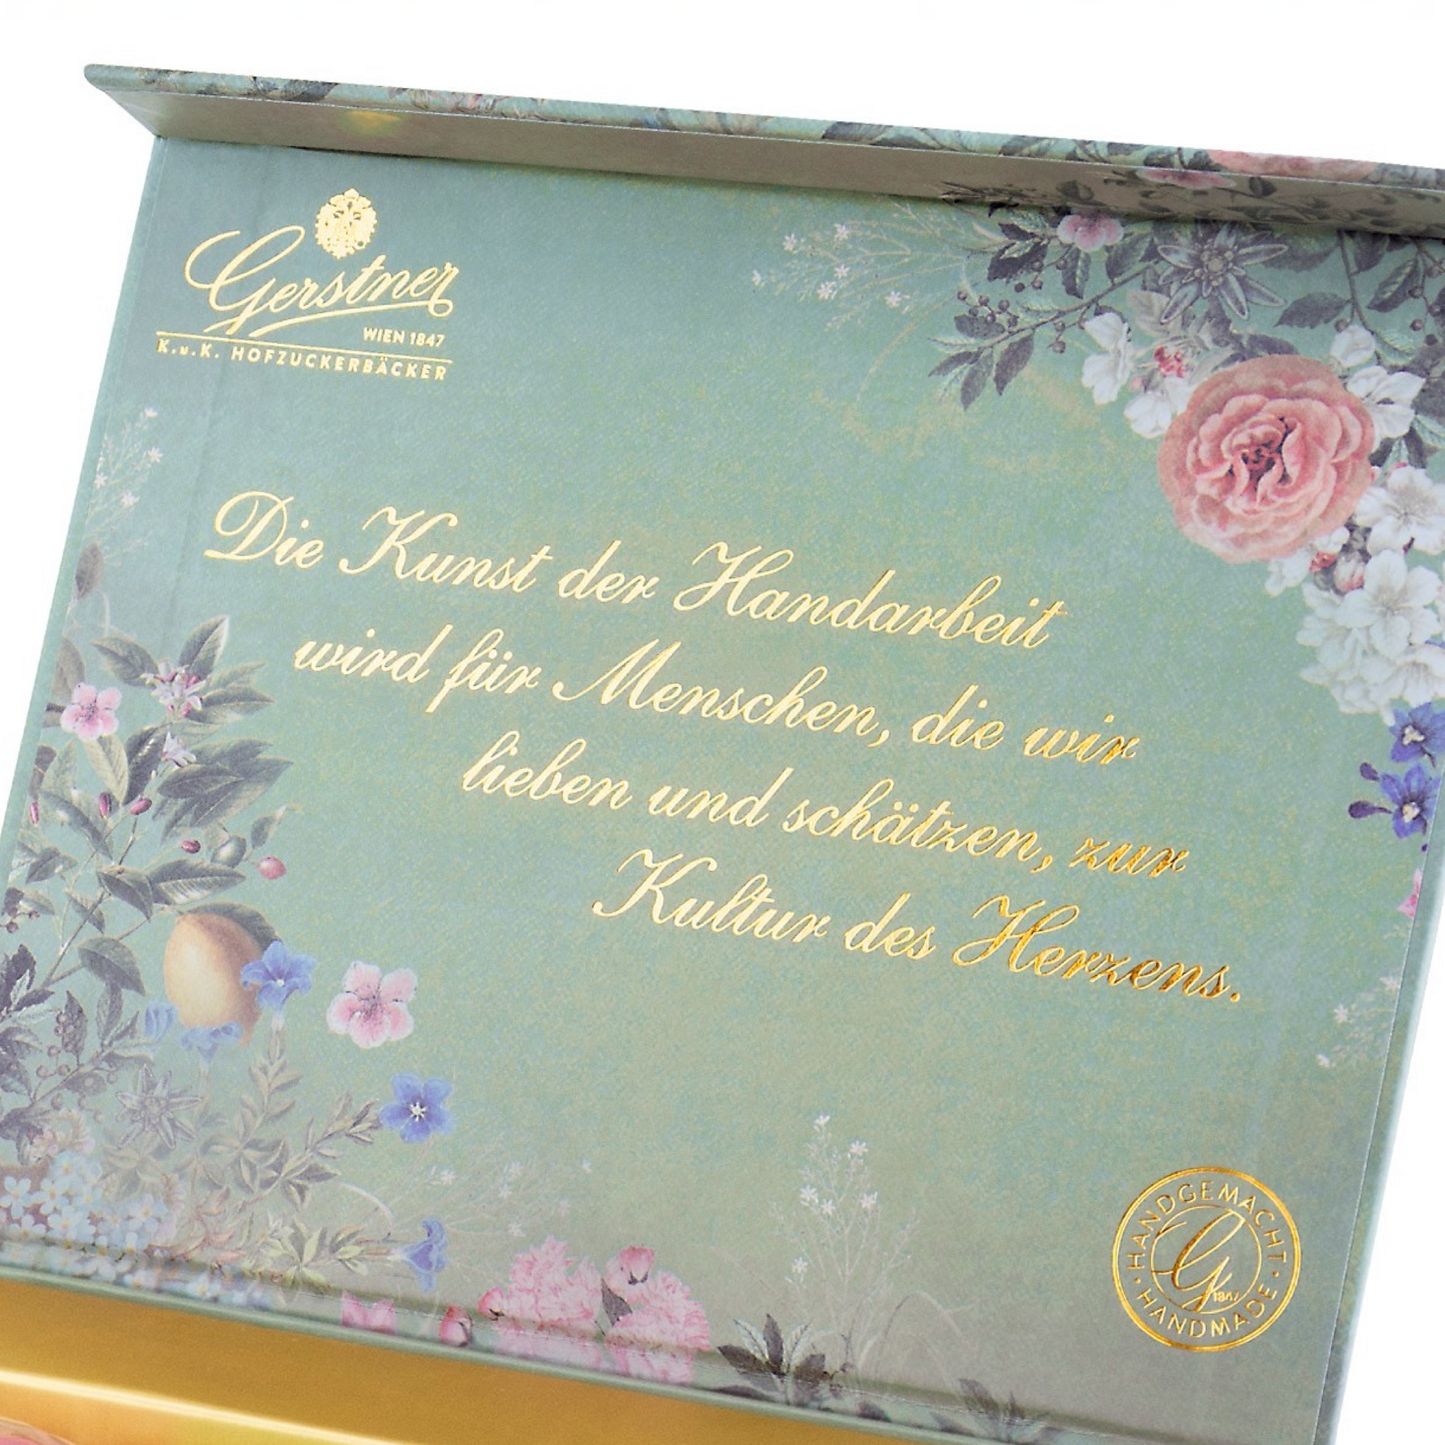 Gerstner
WIEN 1847
K.u.K. HOFZUCKERBÄCKER
Die Kunst der Handarbeit
wird für Menschen, die wir
lieben und schätzen, zur
Kultur des Herzens.
HANDGEMACHT
G
1847
HANDMADE